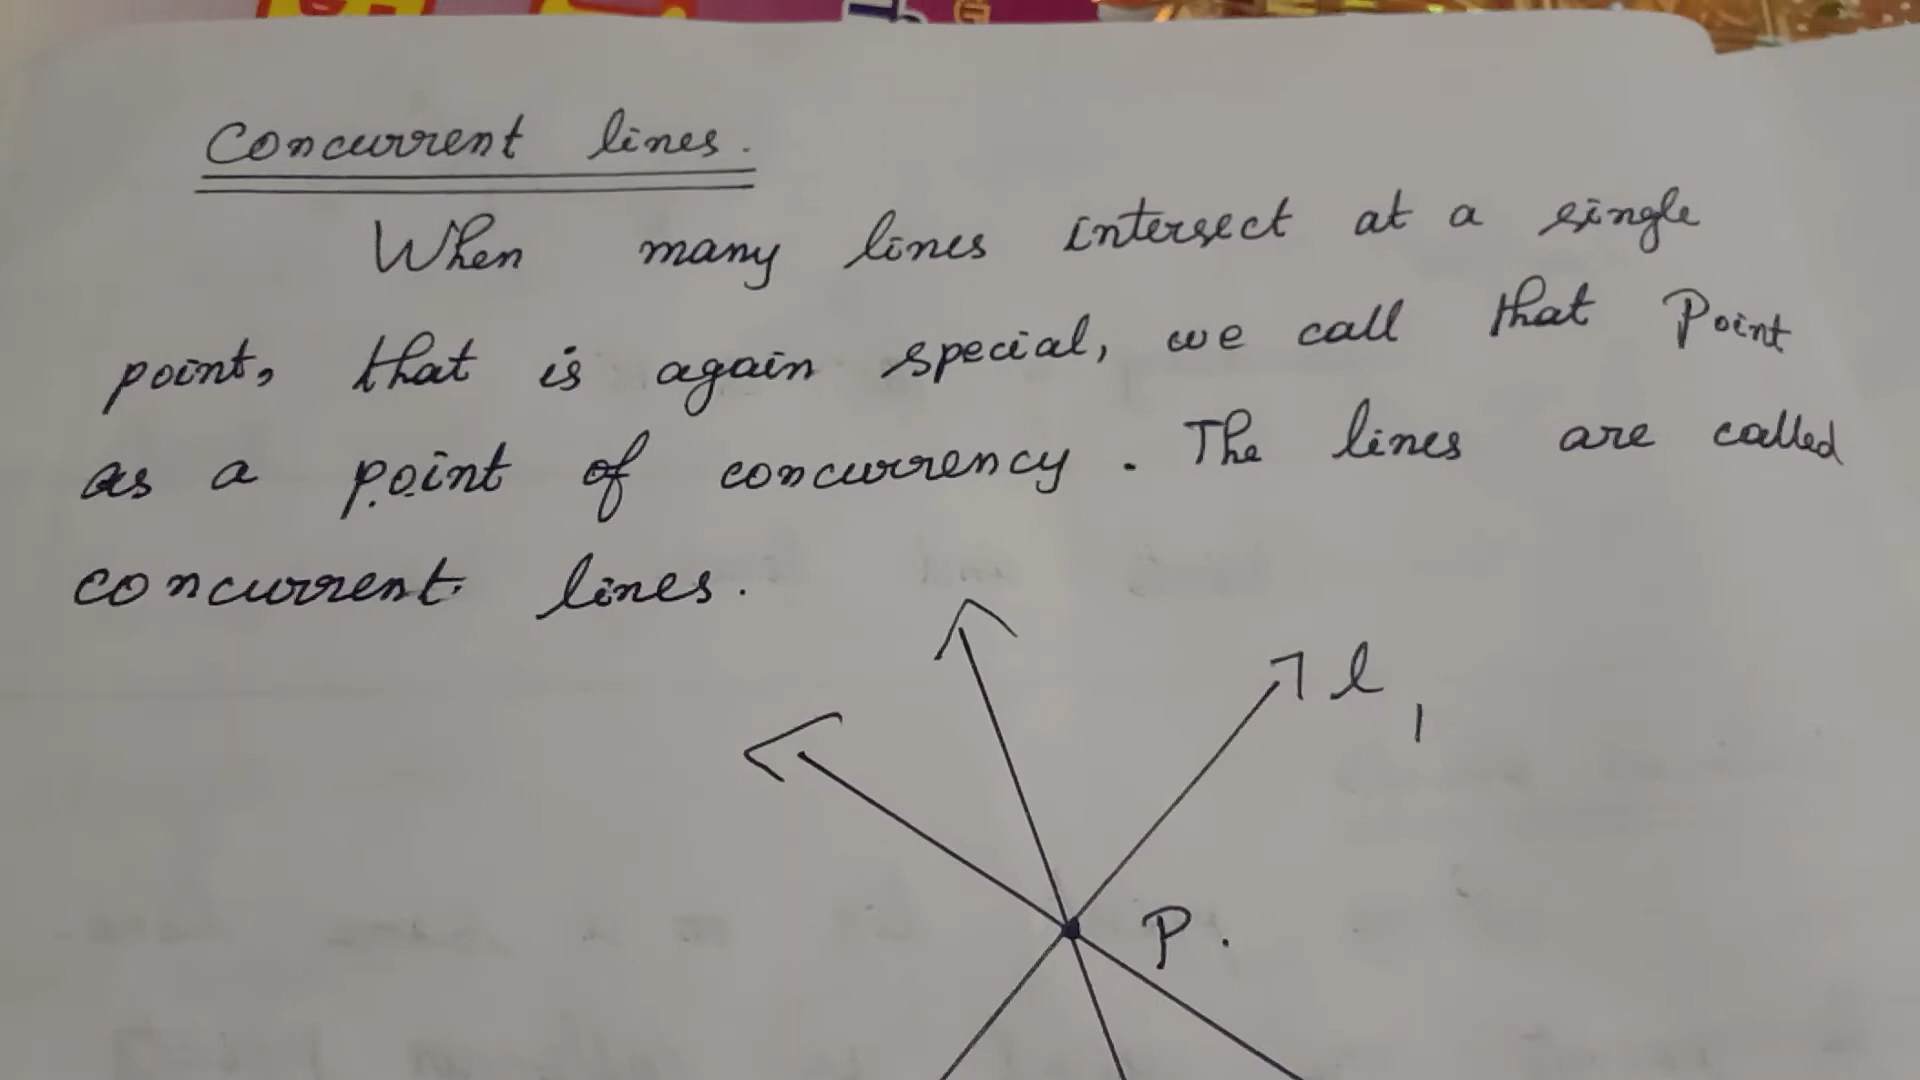 Concurrent lines.
When many lines intersect at a single
point, that is again special, we call that Point
as a point of concurrency. The lines are called
concurrent lines.
l1
P.